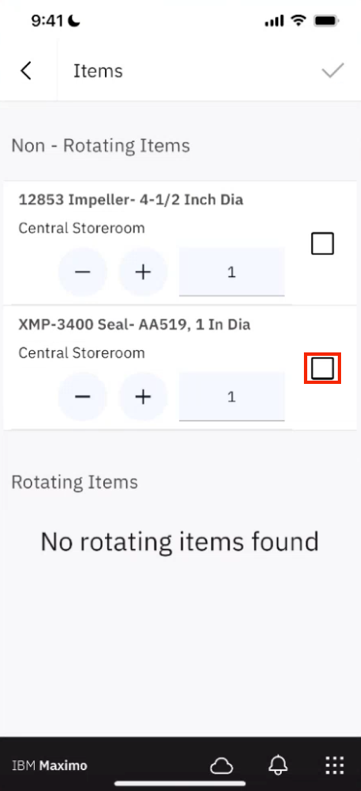 9:41
Items
Non - Rotating Items
12853 Impeller- 4-1/2 Inch Dia
Central Storeroom
− + 1
XMP-3400 Seal- AA519, 1 In Dia
Central Storeroom
− + 1
Rotating Items
No rotating items found
IBM Maximo